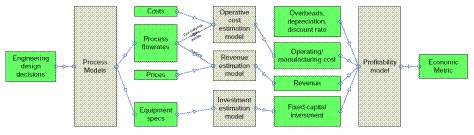 Engineering
design
decisions
Process
Models
Costs
Process
flowrates
Prices
Equipment
specs
Operative
cost
estimation
model
Revenue
estimation
model
Investment
estimation
model
Overheads,
depreciation,
discount rate
Operating/
manufacturing cost
Revenue
Fixed capital
investment
Profitability
model
Economic
Metric